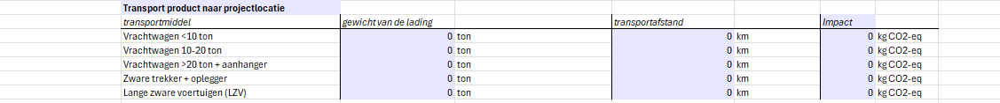 Transport product naar projectlocatie
transportmiddel gewicht van de lading transportafstand Impact
Vrachtwagen <10 ton 0 ton 0 km 0 kg CO2-eq
Vrachtwagen 10-20 ton 0 ton 0 km 0 kg CO2-eq
Vrachtwagen >20 ton + aanhanger 0 ton 0 km 0 kg CO2-eq
Zware trekker + oplegger 0 ton 0 km 0 kg CO2-eq
Lange zware voertuigen (LZV) 0 ton 0 km 0 kg CO2-eq